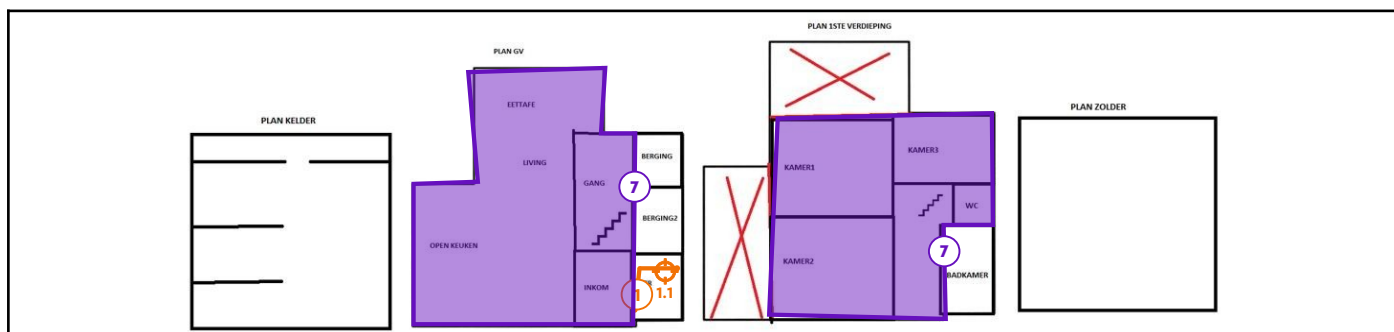 PLAN 1STE VERDIEPING
PLAN GV
PLAN KELDER
PLAN ZOLDER
EETTAFE
LIVING
GANG
BERGING
7
BERGING2
OPEN KEUKEN
INKOM
1
1.1
KAMER1
KAMER3
WC
KAMER2
7
BADKAMER